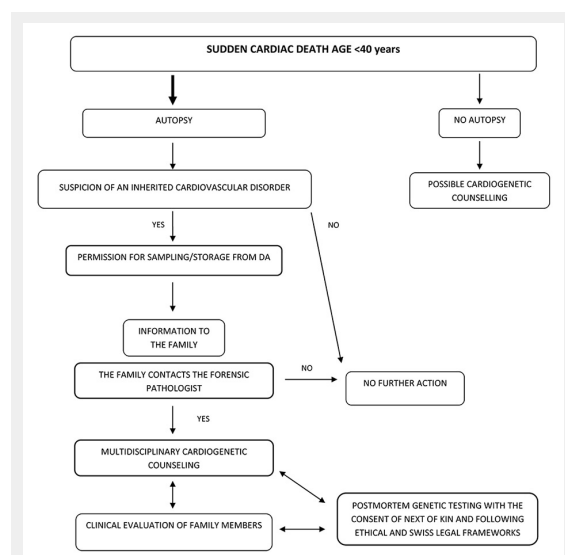 SUDDEN CARDIAC DEATH AGE <40 years
AUTOPSY
NO AUTOPSY
SUSPICION OF AN INHERITED CARDIOVASCULAR DISORDER
POSSIBLE CARDIOGENETIC
COUNSELLING
YES
NO
PERMISSION FOR SAMPLING/STORAGE FROM DA
INFORMATION TO
THE FAMILY
THE FAMILY CONTACTS THE FORENSIC
PATHOLOGIST
NO
NO FURTHER ACTION
YES
MULTIDISCIPLINARY CARDIOGENETIC
COUNSELING
CLINICAL EVALUATION OF FAMILY MEMBERS
POSTMORTEM GENETIC TESTING WITH THE
CONSENT OF NEXT OF KIN AND FOLLOWING
ETHICAL AND SWISS LEGAL FRAMEWORKS